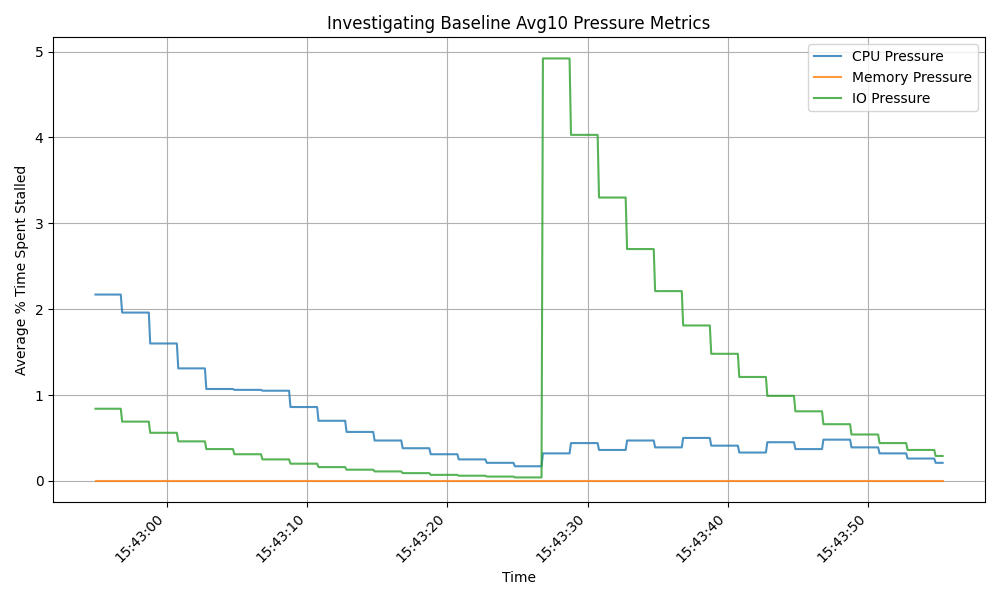 Investigating Baseline Avg10 Pressure Metrics
CPU Pressure
Memory Pressure
IO Pressure
Average % Time Spent Stalled
5
4
3
2
1
0
15:43:00
15:43:10
15:43:20
15:43:30
15:43:40
15:43:50
Time